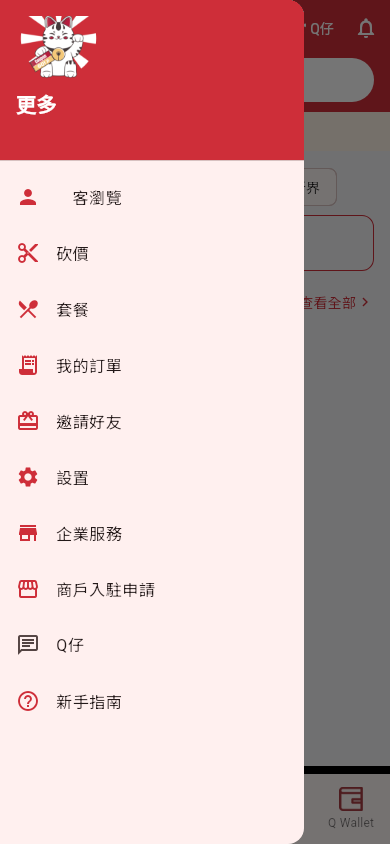 更多
Q仔
客瀏覽
界
砍價
查看全部
套餐
我的訂單
邀請好友
設置
企業服務
商戶入駐申請
Q仔
新手指南
Q Wallet